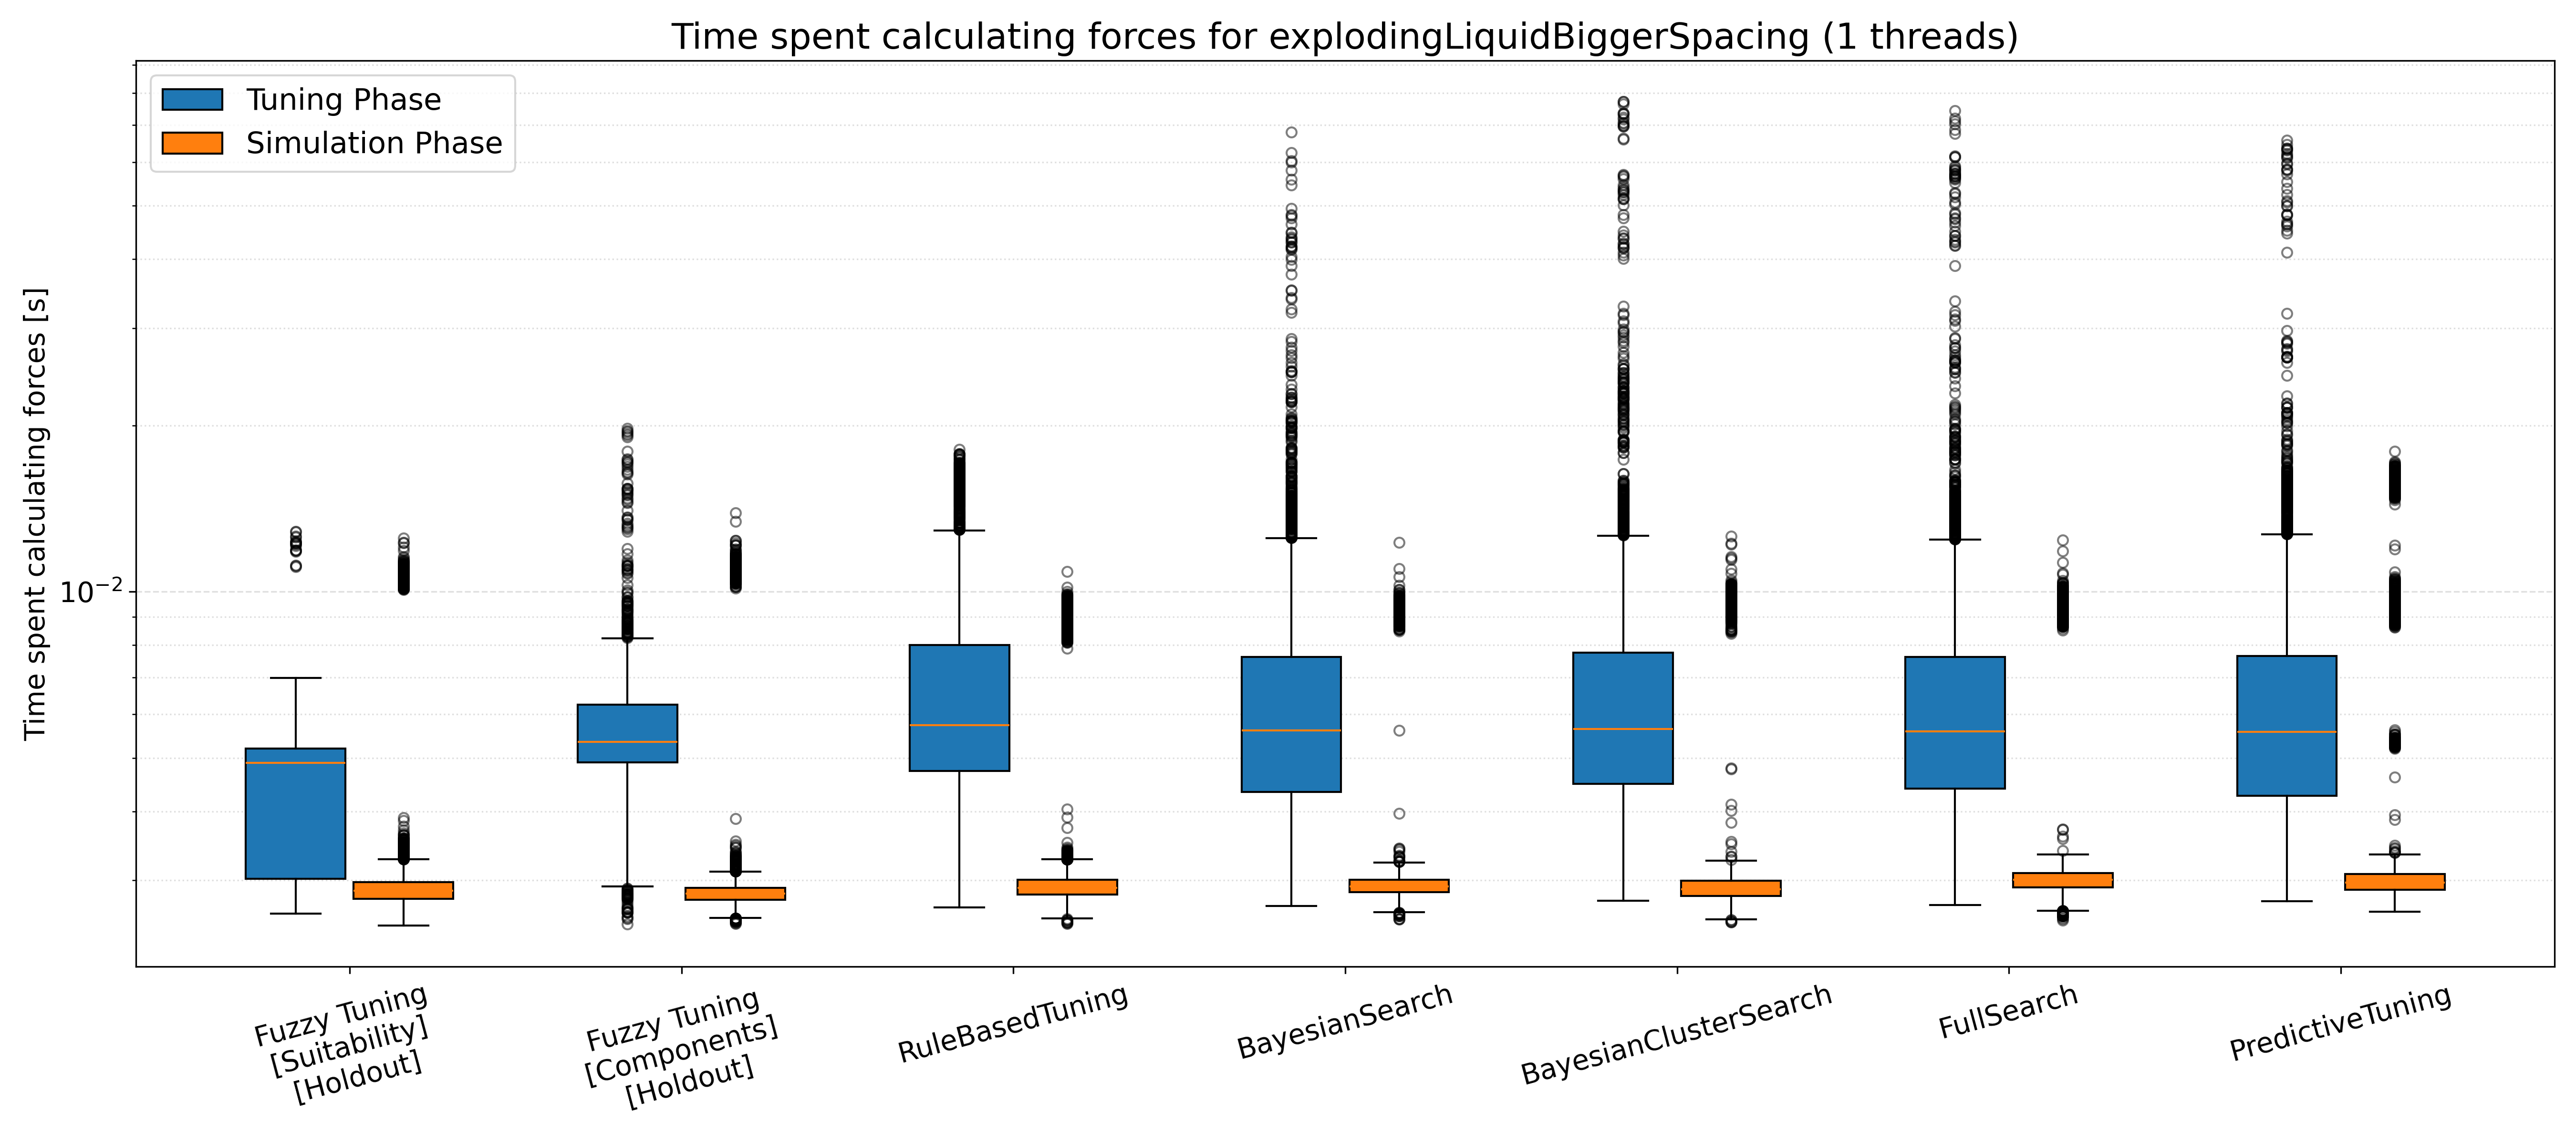 Time spent calculating forces for explodingLiquidBiggerSpacing (1 threads)
Tuning Phase
Simulation Phase
Time spent calculating forces [s]
10⁻²
Fuzzy Tuning
[Suitability]
[Holdout]
Fuzzy Tuning
[Components]
[Holdout]
RuleBasedTuning
BayesianSearch
BayesianClusterSearch
FullSearch
PredictiveTuning